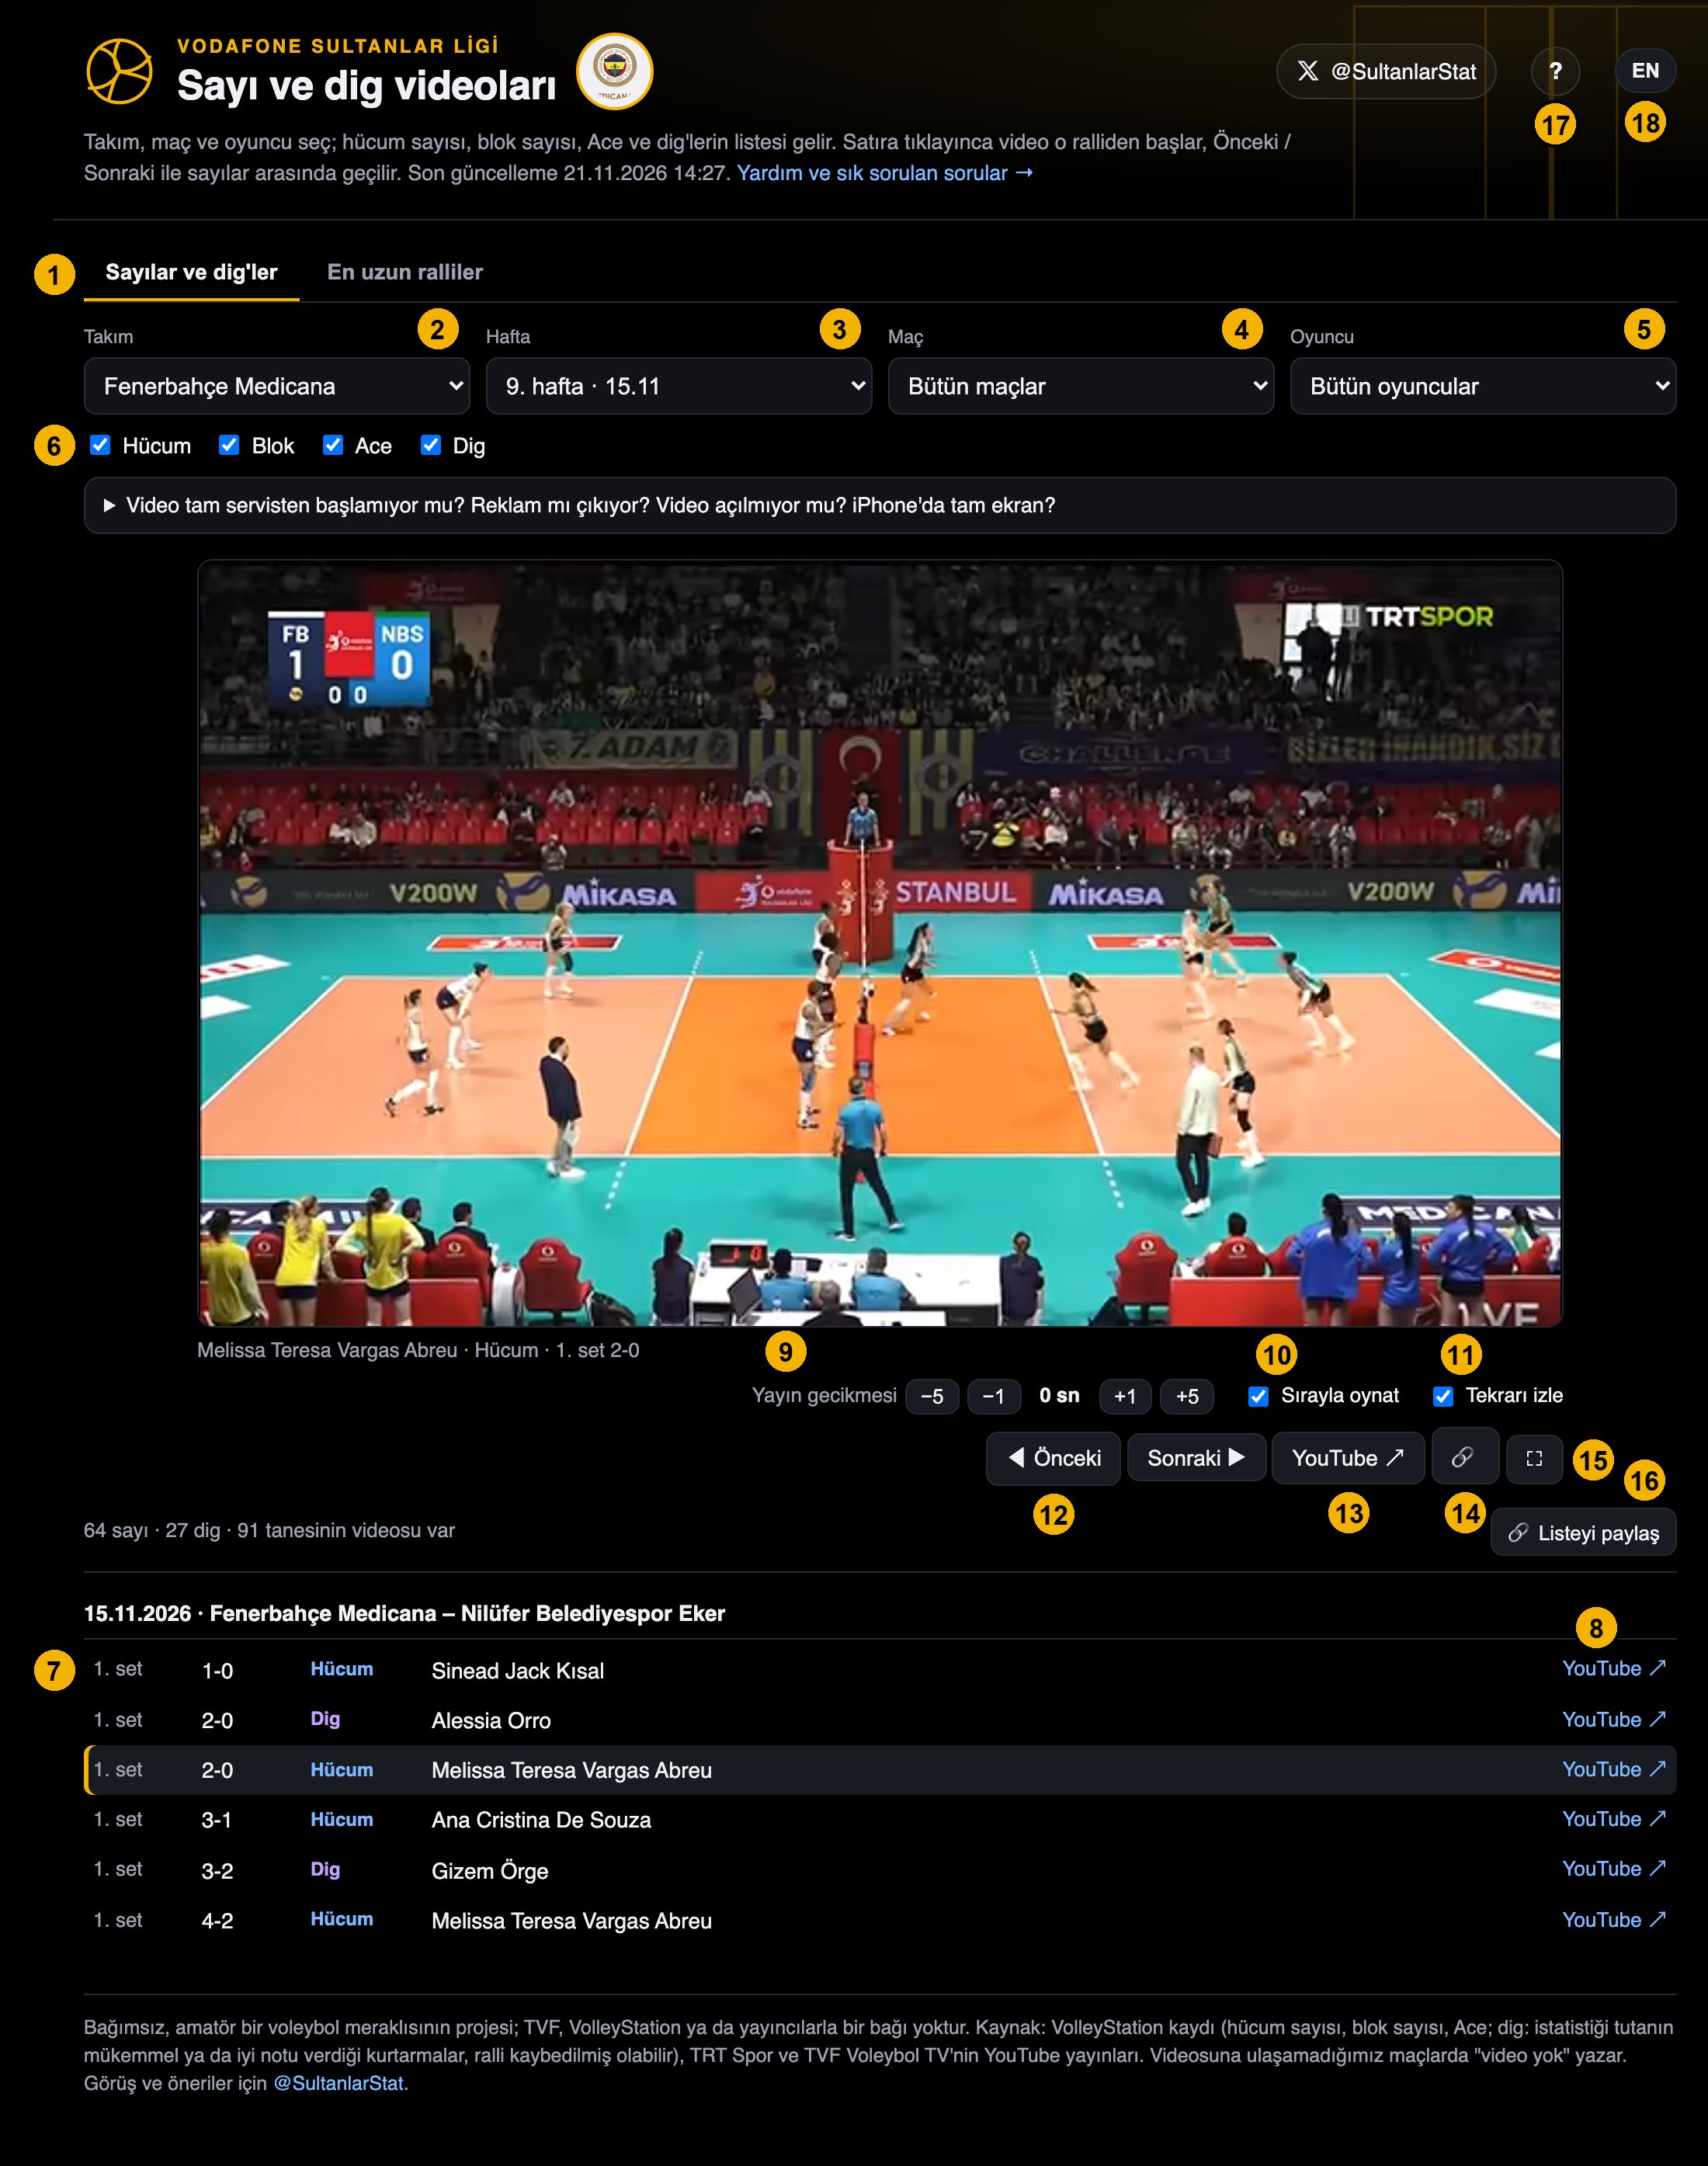 VODAFONE SULTANLAR LİGİ
Sayı ve dig videoları
@SultanlarStat
?
EN
17
18
Takım, maç ve oyuncu seç; hücum sayısı, blok sayısı, Ace ve dig'lerin listesi gelir. Satıra tıklayınca video o ralliden başlar, Önceki /
Sonraki ile sayılar arasında geçilir. Son güncelleme 21.11.2026 14:27. Yardım ve sık sorulan sorular →
1
Sayılar ve dig'ler
En uzun ralliler
Takım
2
Hafta
3
Maç
4
Oyuncu
5
Fenerbahçe Medicana
9. hafta · 15.11
Bütün maçlar
Bütün oyuncular
6
Hücum
Blok
Ace
Dig
▶ Video tam servisten başlamıyor mu? Reklam mı çıkıyor? Video açılmıyor mu? iPhone'da tam ekran?
FB
NBS
1
0
0 0
TRTSPOR
7. ADAM
CHALLENGE
BİZLER İNANDIK SİZ
V200W
MIKASA
STANBUL
MIKASA
V200W
Melissa Teresa Vargas Abreu · Hücum · 1. set 2-0
9
10
11
Yayın gecikmesi
−5
−1
0 sn
+1
+5
Sırayla oynat
Tekrarı izle
◀ Önceki
Sonraki ▶
YouTube ↗
15
16
12
13
14
64 sayı · 27 dig · 91 tanesinin videosu var
Listeyi paylaş
15.11.2026 · Fenerbahçe Medicana – Nilüfer Belediyespor Eker
8
7
1. set 1-0 Hücum Sinead Jack Kısal YouTube ↗
1. set 2-0 Dig Alessia Orro YouTube ↗
1. set 2-0 Hücum Melissa Teresa Vargas Abreu YouTube ↗
1. set 3-1 Hücum Ana Cristina De Souza YouTube ↗
1. set 3-2 Dig Gizem Örge YouTube ↗
1. set 4-2 Hücum Melissa Teresa Vargas Abreu YouTube ↗
Bağımsız, amatör bir voleybol meraklısının projesi; TVF, VolleyStation ya da yayıncılarla bir bağı yoktur. Kaynak: VolleyStation kaydı (hücum sayısı, blok sayısı, Ace; dig: istatistiği tutanın
mükemmel ya da iyi notu verdiği kurtarmalar, ralli kaybedilmiş olabilir), TRT Spor ve TVF Voleybol TV'nin YouTube yayınları. Videosuna ulaşamadığımız maçlarda "video yok" yazar.
Görüş ve öneriler için @SultanlarStat.